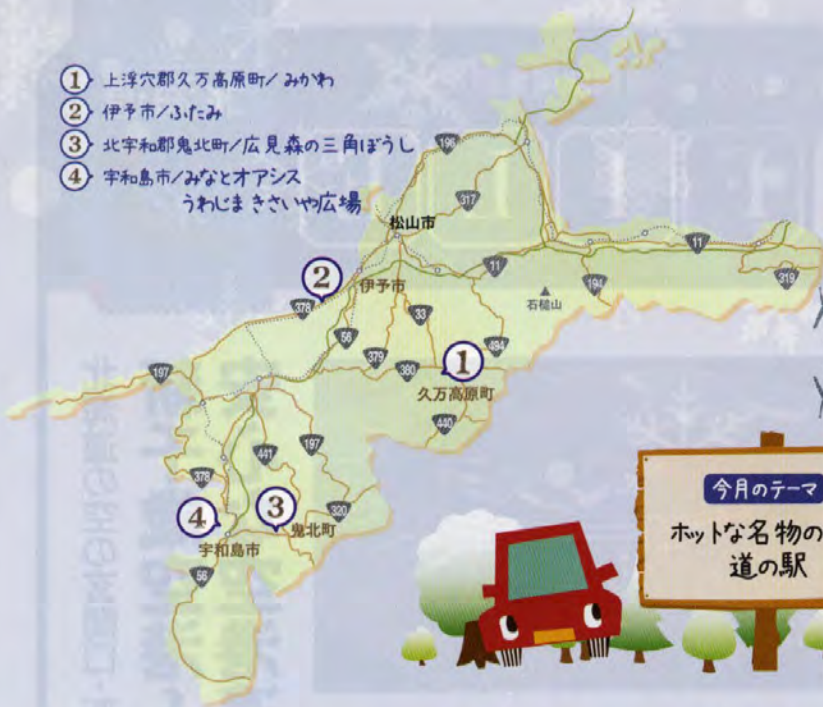 ① 上浮穴郡久万高原町/みかわ
② 伊予市/ふたみ
③ 北宇和郡鬼北町/広見森の三角ぼうし
④ 宇和島市/みなとオアシス
うわじま きさいや広場
196
317
松山市
11
11
194
319
石鎚山
②
伊予市
378
56
33
379
380
494
①
久万高原町
197
440
441
197
378
320
④
③
鬼北町
宇和島市
56
今月のテーマ
ホットな名物の
道の駅